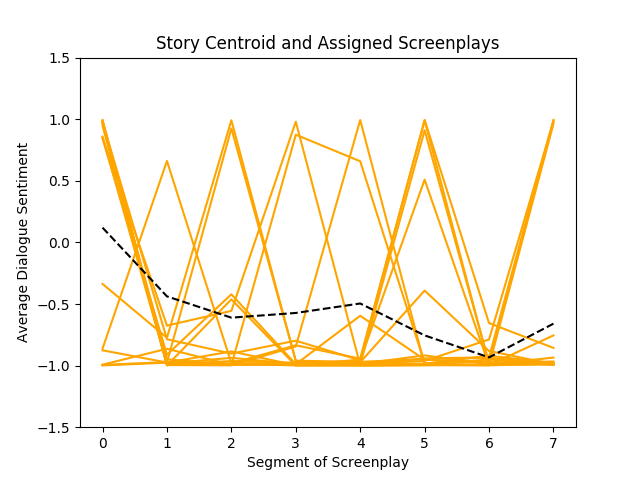 Story Centroid and Assigned Screenplays
1.5
1.0
0.5
0.0
−0.5
−1.0
−1.5
Average Dialogue Sentiment
0 1 2 3 4 5 6 7
Segment of Screenplay